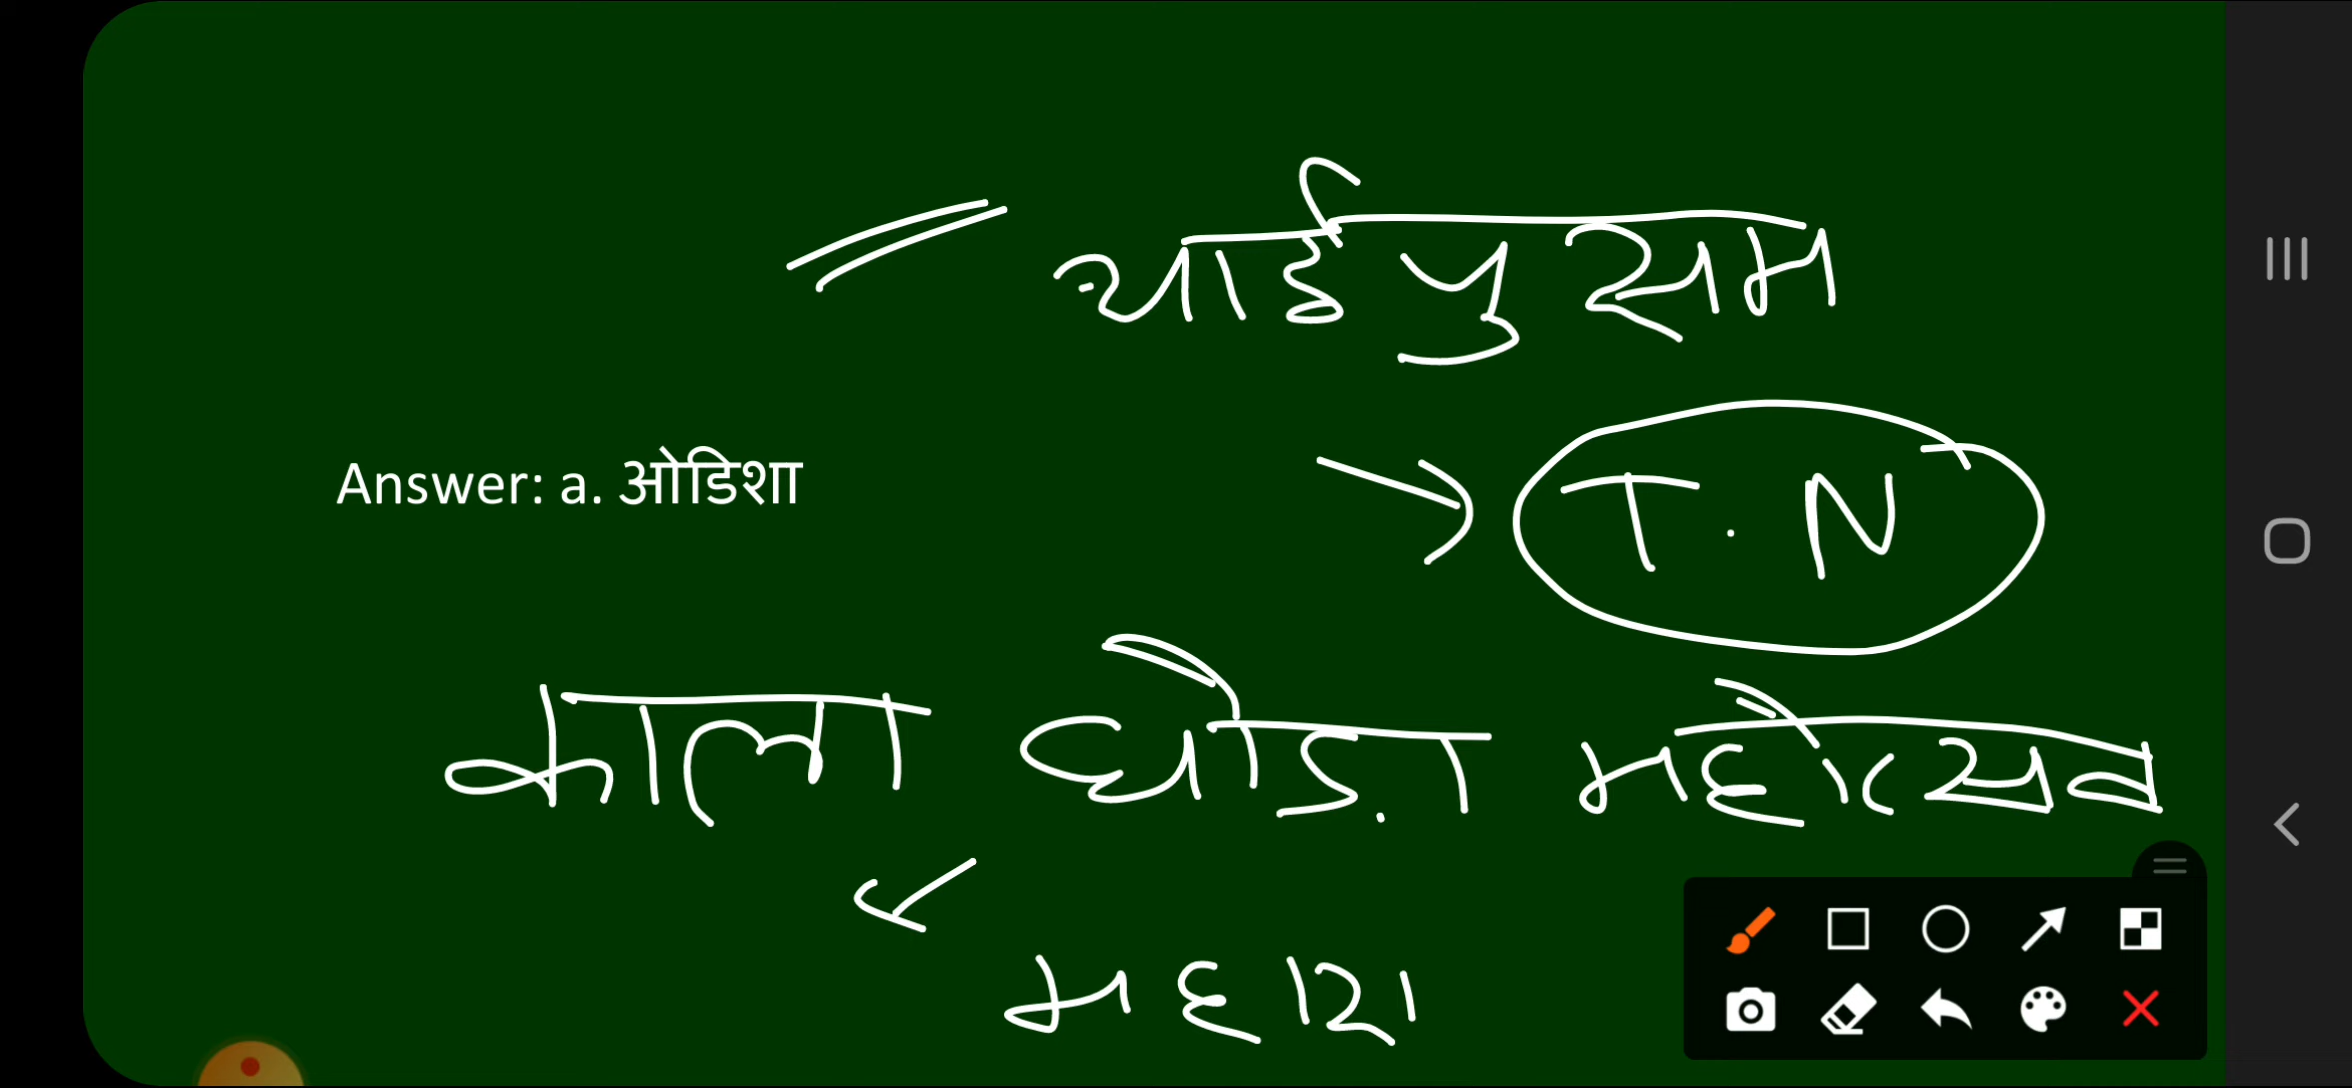 थाईपुसम
Answer: a. ओडिशा
→ T.N
काला घोड़ा महोत्सव
महारा